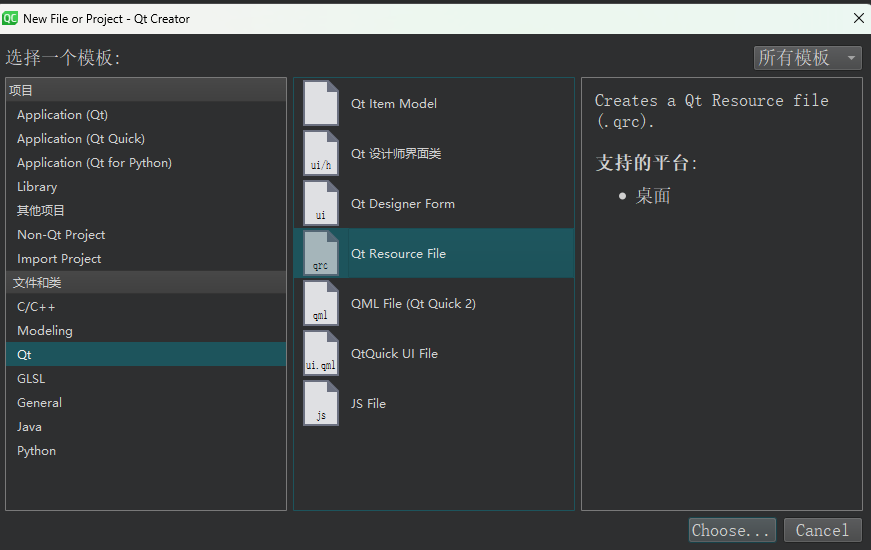 QC New File or Project - Qt Creator
选择一个模板:
所有模板
项目
Application (Qt)
Application (Qt Quick)
Application (Qt for Python)
Library
其他项目
Non-Qt Project
Import Project
文件和类
C/C++
Modeling
Qt
GLSL
General
Java
Python
Qt Item Model
ui/h
Qt 设计师界面类
ui
Qt Designer Form
qrc
Qt Resource File
qml
QML File (Qt Quick 2)
ui.qml
QtQuick UI File
js
JS File
Creates a Qt Resource file
(.qrc).
支持的平台:
• 桌面
Choose...
Cancel